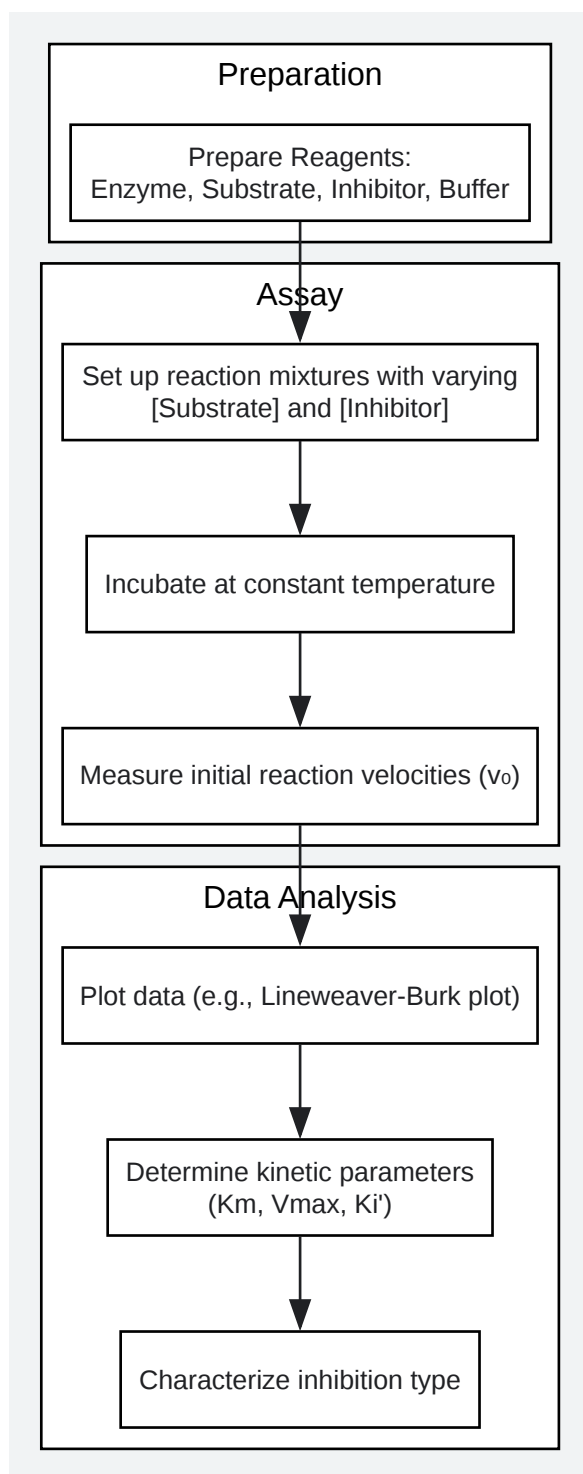 Preparation
Prepare Reagents:
Enzyme, Substrate, Inhibitor, Buffer
Assay
Set up reaction mixtures with varying
[Substrate] and [Inhibitor]
Incubate at constant temperature
Measure initial reaction velocities (v₀)
Data Analysis
Plot data (e.g., Lineweaver-Burk plot)
Determine kinetic parameters
(Km, Vmax, Ki')
Characterize inhibition type